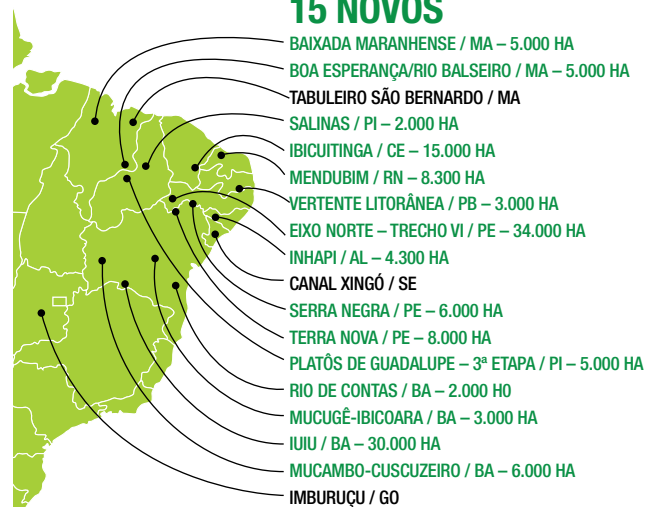 15 NOVOS
BAIXADA MARANHENSE / MA – 5.000 HA
BOA ESPERANÇA/RIO BALSEIRO / MA – 5.000 HA
TABULEIRO SÃO BERNARDO / MA
SALINAS / PI – 2.000 HA
IBICUITINGA / CE – 15.000 HA
MENDUBIM / RN – 8.300 HA
VERTENTE LITORÂNEA / PB – 3.000 HA
EIXO NORTE – TRECHO VI / PE – 34.000 HA
INHAPI / AL – 4.300 HA
CANAL XINGÓ / SE
SERRA NEGRA / PE – 6.000 HA
TERRA NOVA / PE – 8.000 HA
PLATÔS DE GUADALUPE – 3ª ETAPA / PI – 5.000 HA
RIO DE CONTAS / BA – 2.000 H0
MUCUGÊ-IBICOARA / BA – 3.000 HA
IUIU / BA – 30.000 HA
MUCAMBO-CUSCUZEIRO / BA – 6.000 HA
IMBURUÇU / GO